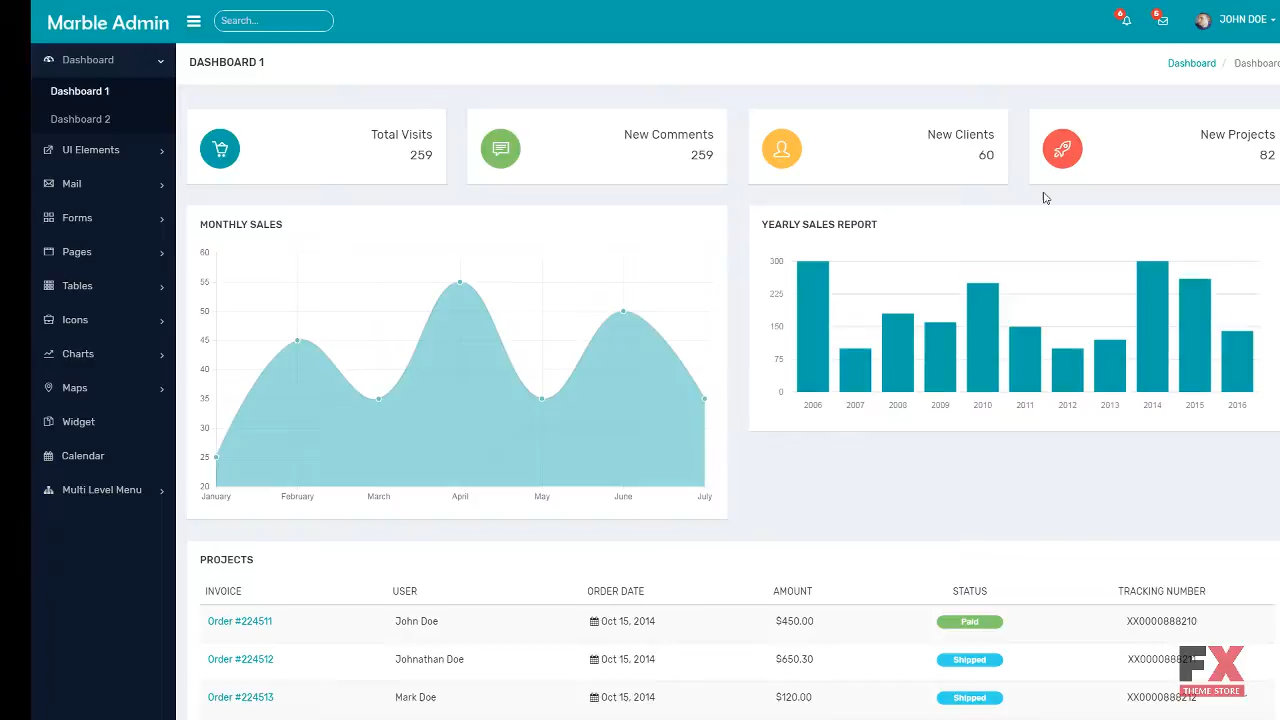 Marble Admin
Search...
6
5
JOHN DOE
Dashboard
Dashboard 1
Dashboard 2
UI Elements
Mail
Forms
Pages
Tables
Icons
Charts
Maps
Widget
Calendar
Multi Level Menu
DASHBOARD 1
Dashboard / Dashboard
Total Visits
259
New Comments
259
New Clients
60
New Projects
82
MONTHLY SALES
60
55
50
45
40
35
30
25
20
January February March April May June July
YEARLY SALES REPORT
300
225
150
75
0
2006 2007 2008 2009 2010 2011 2012 2013 2014 2015 2016
PROJECTS
INVOICE USER ORDER DATE AMOUNT STATUS TRACKING NUMBER
Order #224511 John Doe Oct 15, 2014 $450.00 Paid XX0000888210
Order #224512 Johnathan Doe Oct 15, 2014 $650.30 Shipped
Order #224513 Mark Doe Oct 15, 2014 $120.00 Shipped XX0000888212
FX
THEME STORE